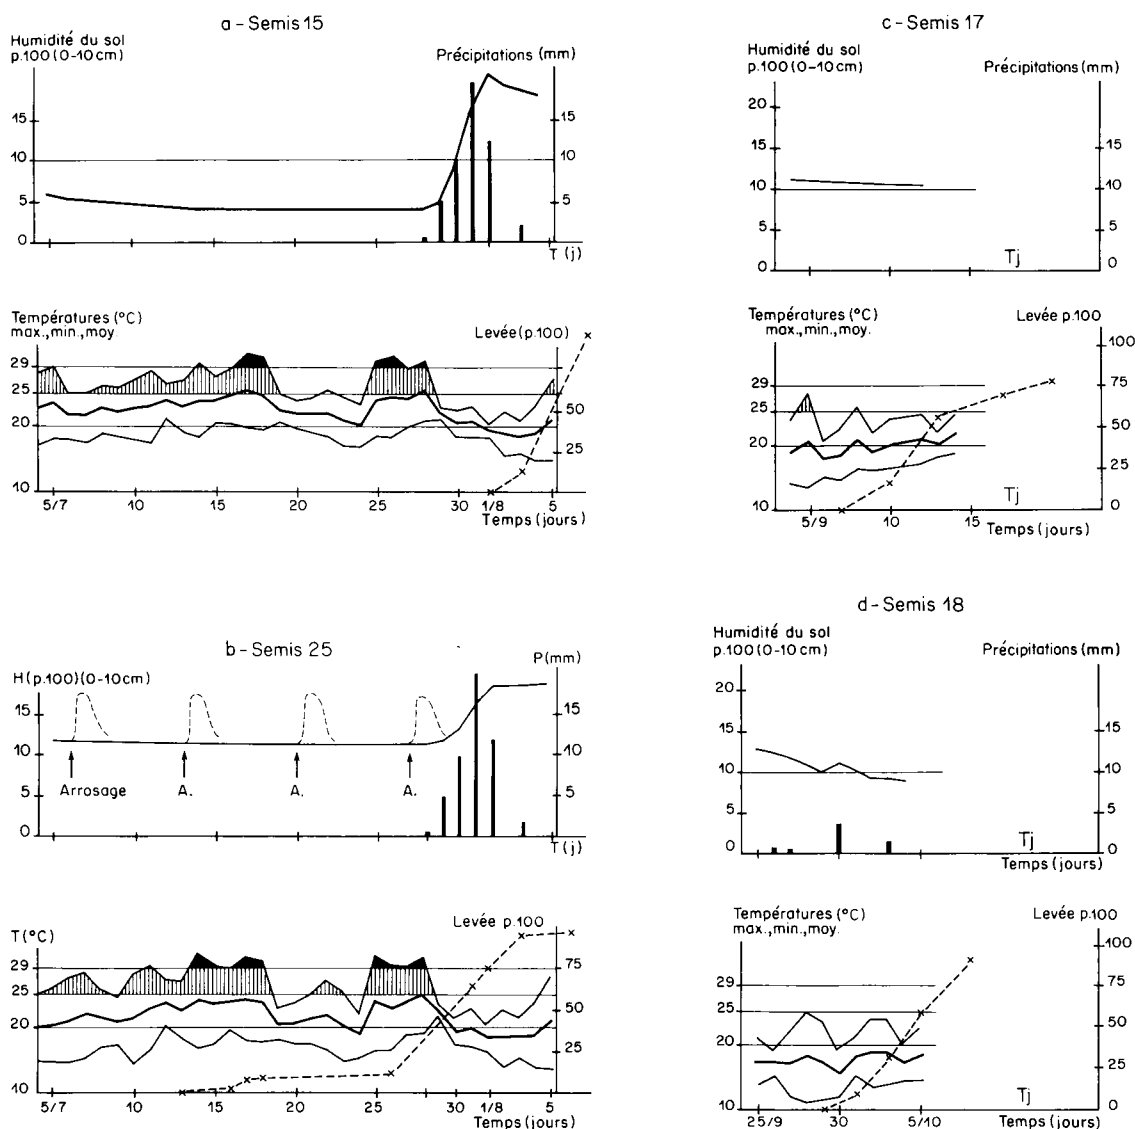 a - Semis 15
Humidité du sol
p.100 (0-10cm)
Précipitations (mm)
15
10
5
0
15
10
5
0
T (j)
Températures (°C)
max., min., moy.
Levée (p.100)
29
25
20
10
50
25
5/7
10
15
20
25
30
1/8
5
Temps (jours)
c - Semis 17
Humidité du sol
p.100 (0-10cm)
Précipitations (mm)
20
15
10
5
0
15
10
5
0
Tj
Températures (°C)
max., min., moy.
Levée p.100
29
25
20
10
100
75
50
25
0
5/9
10
15
Tj
Temps (jours)
b - Semis 25
H (p.100) (0-10cm)
P (mm)
15
10
5
0
15
10
5
0
Arrosage
A.
A.
A.
T (j)
T (°C)
Levée p.100
29
25
20
10
75
50
25
5/7
10
15
20
25
30
1/8
5
Temps (jours)
d - Semis 18
Humidité du sol
p.100 (0-10cm)
Précipitations (mm)
20
15
10
5
0
15
10
5
0
Tj
Temps (jours)
Températures (°C)
max., min., moy.
Levée p.100
29
25
20
10
100
75
50
25
0
25/9
30
5/10
Tj
Temps (jours)